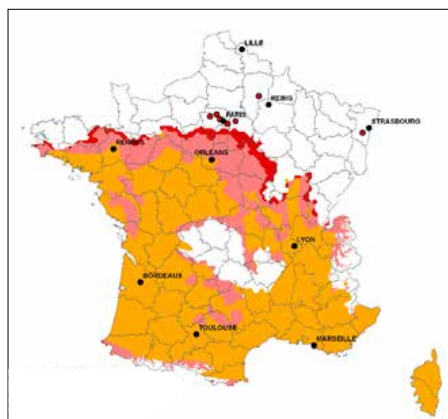 LILLE
REIMS
PARIS
STRASBOURG
RENNES
ORLEANS
LYON
BORDEAUX
TOULOUSE
MARSEILLE